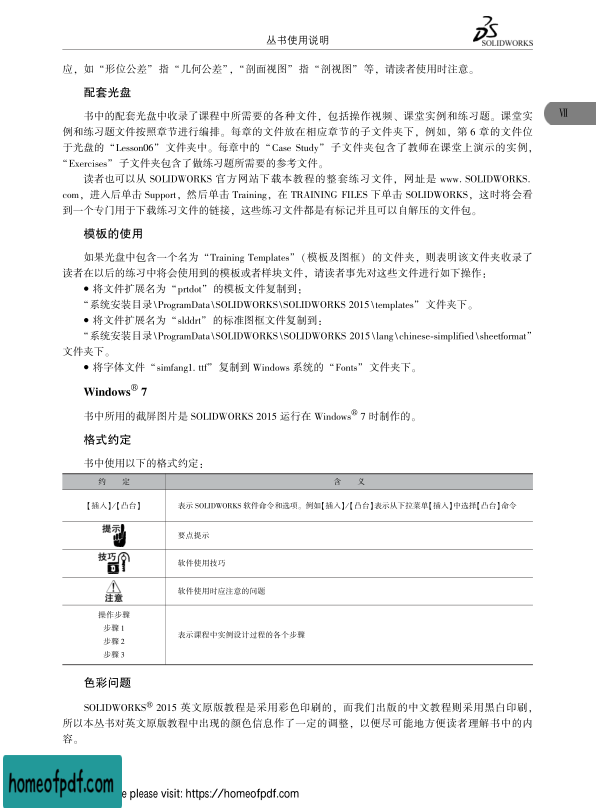 丛书使用说明
SOLIDWORKS
Ⅶ
应，如“形位公差”指“几何公差”，“剖面视图”指“剖视图”等，请读者使用时注意。
配套光盘
书中的配套光盘中收录了课程中所需要的各种文件，包括操作视频、课堂实例和练习题。课堂实
例和练习题文件按照章节进行编排。每章的文件放在相应章节的子文件夹下，例如，第 6 章的文件位
于光盘的“Lesson06”文件夹中。每章中的“Case Study”子文件夹包含了教师在课堂上演示的实例，
“Exercises”子文件夹包含了做练习题所需要的参考文件。
读者也可以从 SOLIDWORKS 官方网站下载本教程的整套练习文件，网址是 www. SOLIDWORKS.
com，进入后单击 Support，然后单击 Training，在 TRAINING FILES 下单击 SOLIDWORKS，这时将会看
到一个专门用于下载练习文件的链接，这些练习文件都是有标记并且可以自解压的文件包。
模板的使用
如果光盘中包含一个名为“Training Templates”（模板及图框）的文件夹，则表明该文件夹收录了
读者在以后的练习中将会使用到的模板或者样块文件，请读者事先对这些文件进行如下操作：
● 将文件扩展名为“prtdot”的模板文件复制到：
“系统安装目录\ProgramData\SOLIDWORKS\SOLIDWORKS 2015\templates”文件夹下。
● 将文件扩展名为“slddrt”的标准图框文件复制到：
“系统安装目录\ProgramData\SOLIDWORKS\SOLIDWORKS 2015\lang\chinese-simplified\sheetformat”
文件夹下。
● 将字体文件“simfang1. ttf”复制到 Windows 系统的“Fonts”文件夹下。
Windows® 7
书中所用的截屏图片是 SOLIDWORKS 2015 运行在 Windows® 7 时制作的。
格式约定
书中使用以下的格式约定：
约 定 含 义
【插入】/【凸台】 表示 SOLIDWORKS 软件命令和选项。例如【插入】/【凸台】表示从下拉菜单【插入】中选择【凸台】命令
提示 要点提示
技巧 软件使用技巧
注意 软件使用时应注意的问题
操作步骤
步骤 1
步骤 2
步骤 3
表示课程中实例设计过程的各个步骤
色彩问题
SOLIDWORKS® 2015 英文原版教程是采用彩色印刷的，而我们出版的中文教程则采用黑白印刷，
所以本丛书对英文原版教程中出现的颜色信息作了一定的调整，以便尽可能地方便读者理解书中的内
容。
homeofpdf.com
please visit: https://homeofpdf.com